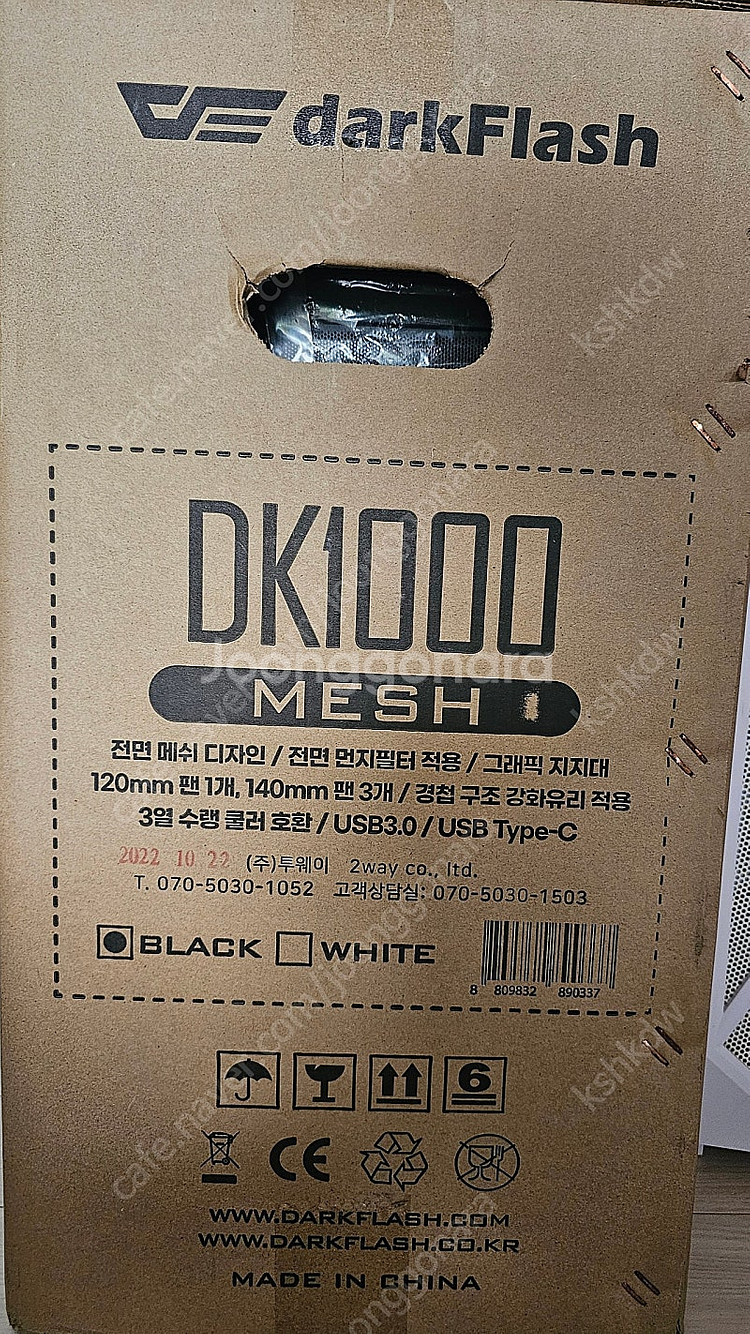 darkFlash
DK1000
MESH
전면 메쉬 디자인 / 전면 먼지필터 적용 / 그래픽 지지대
120mm 팬 1개, 140mm 팬 3개 / 경첩 구조 강화유리 적용
3열 수랭 쿨러 호환 / USB3.0 / USB Type-C
2022 10 22 (주)투웨이 2way co., ltd.
T. 070-5030-1052 고객상담실: 070-5030-1503
BLACK WHITE
8 809832 890337
6
CE
WWW.DARKFLASH.COM
WWW.DARKFLASH.CO.KR
MADE IN CHINA
Joonggonara
kshkdw
kshkdw
kshkdw